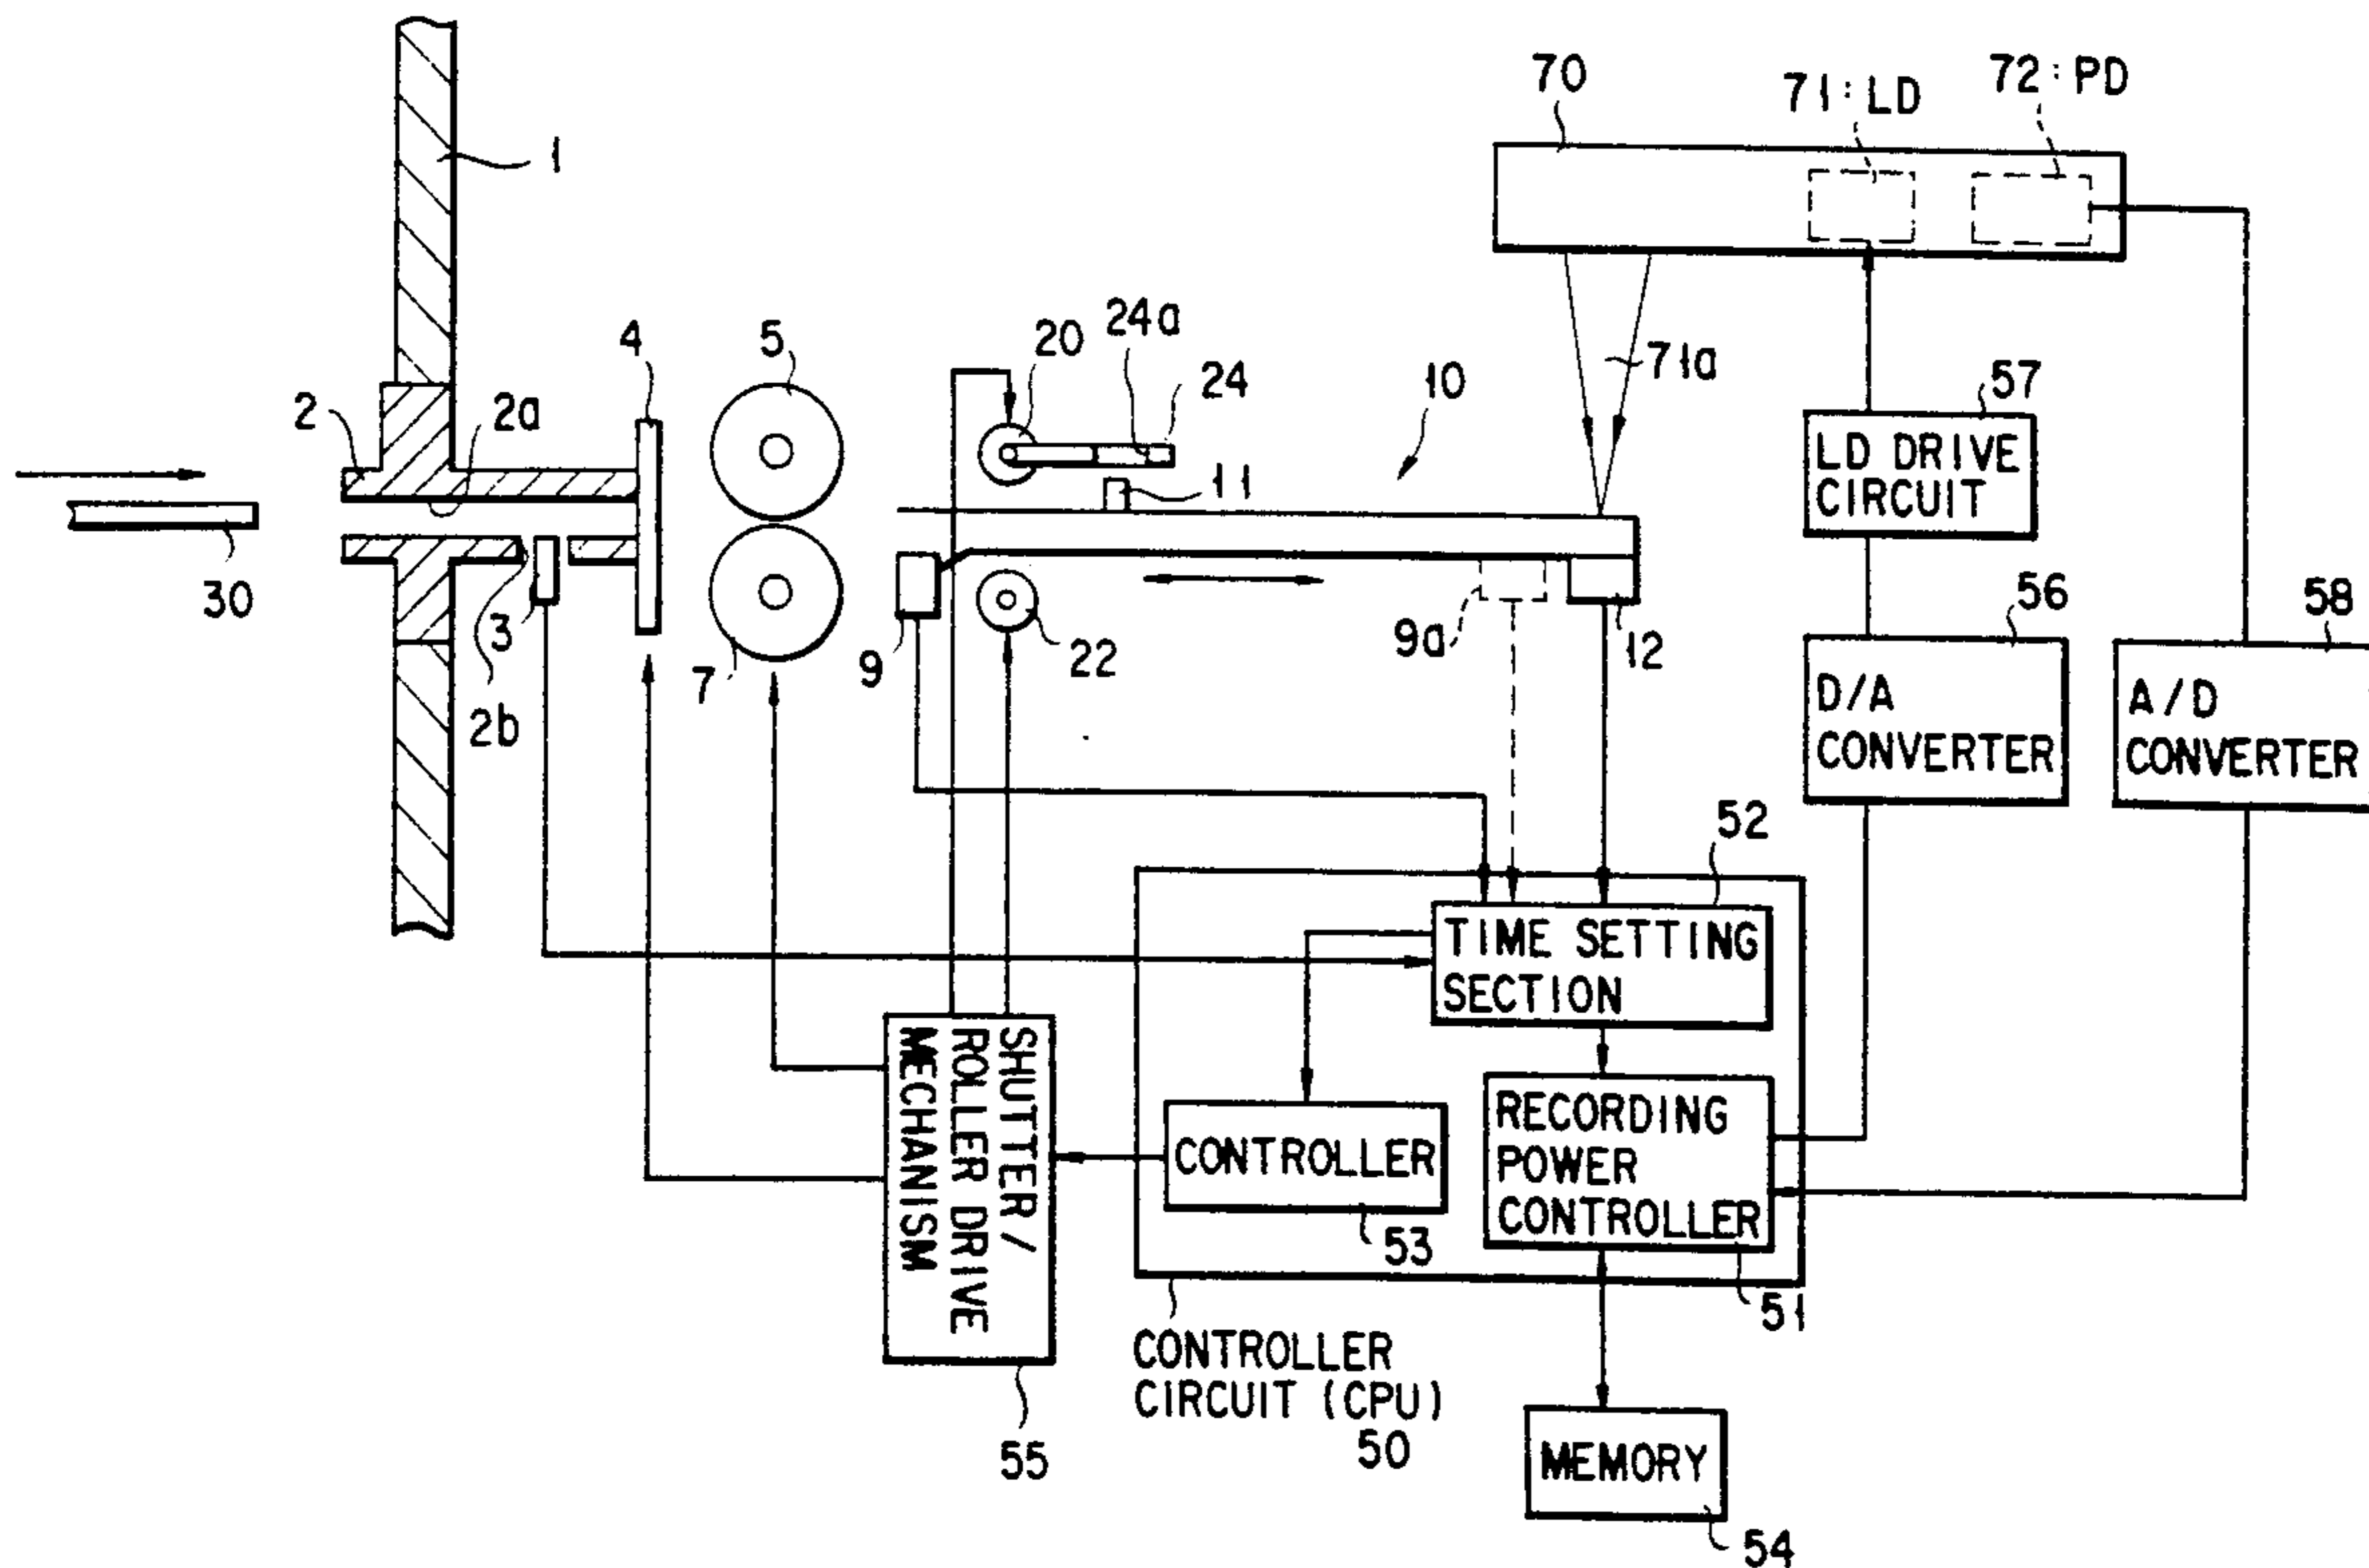 70
71:LD
72:PD
1
4
5
20
24a
24
10
71a
57
2
2a
11
LD DRIVE
CIRCUIT
30
3
2b
7
9
22
9a
12
56
58
D/A
CONVERTER
A/D
CONVERTER
52
TIME SETTING
SECTION
SHUTTER/
ROLLER DRIVE
MECHANISM
CONTROLLER
53
RECORDING
POWER
CONTROLLER
51
CONTROLLER
CIRCUIT (CPU)
50
55
MEMORY
54